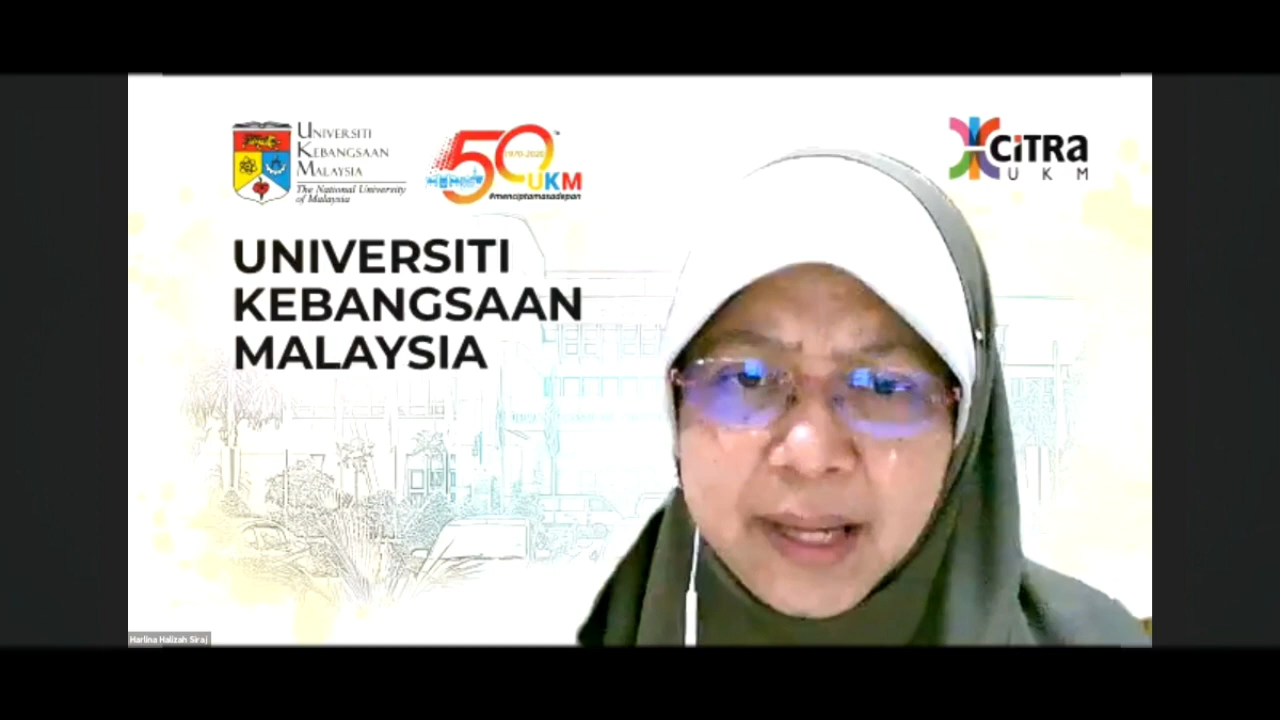 UNIVERSITI
KEBANGSAAN
MALAYSIA
The National University
of Malaysia
50
1970-2020
UKM
#menciptamasadepan
CiTRA
UKM
UNIVERSITI
KEBANGSAAN
MALAYSIA
Harlina Halizah Siraj